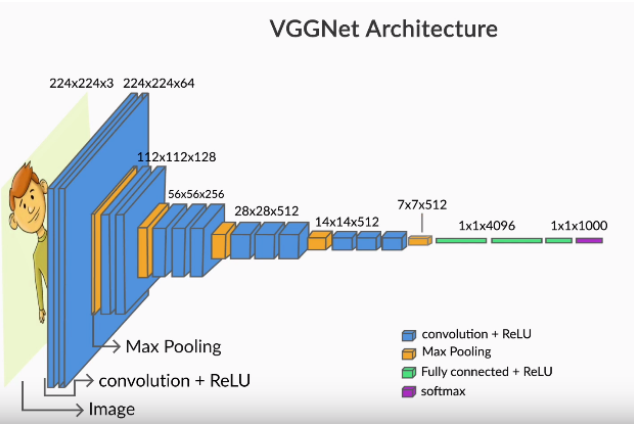 VGGNet Architecture
224x224x3 224x224x64
112x112x128
56x56x256
28x28x512
14x14x512
7x7x512
1x1x4096
1x1x1000
Max Pooling
convolution + ReLU
Image
convolution + ReLU
Max Pooling
Fully connected + ReLU
softmax